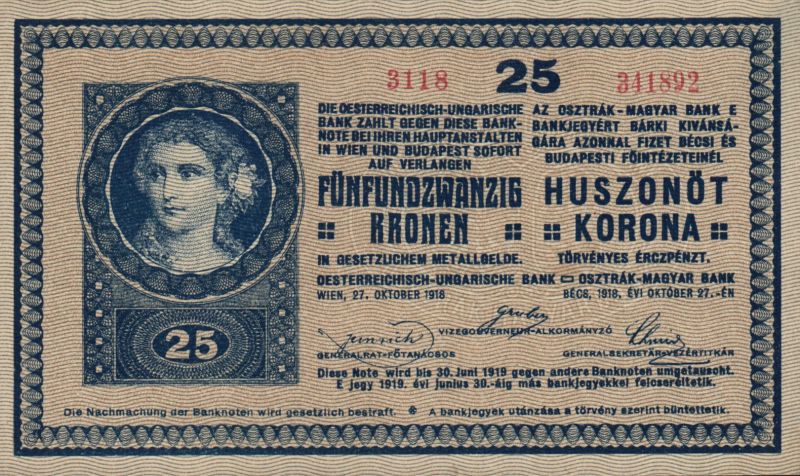 3118 25 341892
DIE OESTERREICHISCH-UNGARISCHE
BANK ZAHLT GEGEN DIESE BANK-
NOTE BEI IHREN HAUPTANSTALTEN
IN WIEN UND BUDAPEST SOFORT
AUF VERLANGEN
FÜNFUNDZWANZIG
KRONEN
IN GESETZLICHEM METALLGELDE.
AZ OSZTRÁK-MAGYAR BANK E
BANKJEGYÉRT BÁRKI KIVÁNSÁ-
GÁRA AZONNAL FIZET BÉCSI ÉS
BUDAPESTI FŐINTÉZETEINÉL
HUSZONÖT
KORONA
TÖRVÉNYES ÉRCZPÉNZT.
OESTERREICHISCH-UNGARISCHE BANK OSZTRÁK-MAGYAR BANK
WIEN, 27. OKTOBER 1918 BÉCS, 1918. ÉVI OKTÓBER 27.-ÉN
25
Gruber
VIZEGOUVERNEUR-ALKORMÁNYZÓ
GENERALRAT-FŐTANÁCSOS GENERALSEKRETÄR-VEZÉRTITKÁR
Diese Note wird bis 30. Juni 1919 gegen andere Banknoten umgetauscht.
E jegy 1919. évi junius 30.-áig más bankjegyekkel felcseréltetik.
Die Nachmachung der Banknoten wird gesetzlich bestraft. ※ A bankjegyek utánzása a törvény szerint büntettetik.